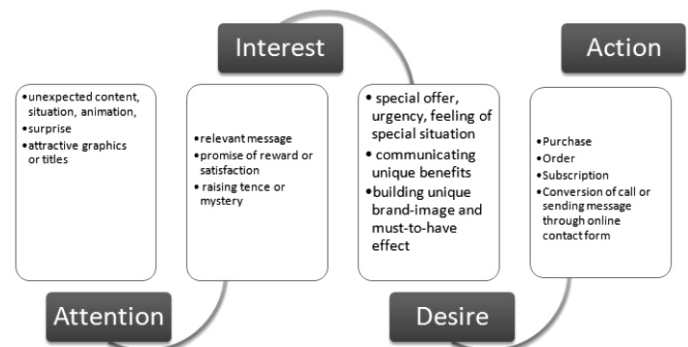 Interest
Action
•unexpected content,
situation, animation,
•surprise
•attractive graphics
or titles
•relevant message
•promise of reward or
satisfaction
• raising tence or
mystery
• special offer,
urgency, feeling of
special situation
• communicating
unique benefits
•building unique
brand-image and
must-to-have
effect
•Purchase
•Order
•Subscription
•Conversion of call or
sending message
through online
contact form
Attention
Desire